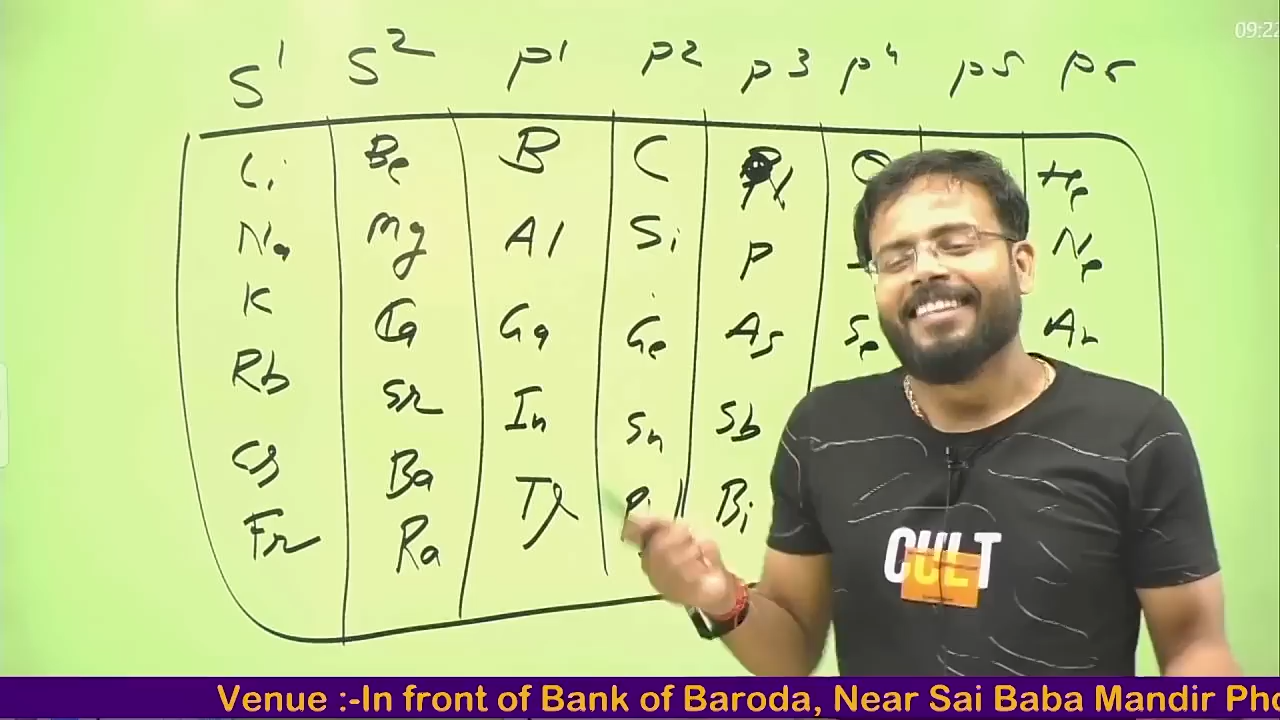 09:22
S¹ S² p¹ p2 p3 p⁴ p5 p6
Li Be B C He
Na Mg Al Si P Ne
K Ca Ga Ge As Se Ar
Rb Sr In Sn Sb
Cs Ba Tl Bi
Fr Ra
CULT
Venue :-In front of Bank of Baroda, Near Sai Baba Mandir Pho